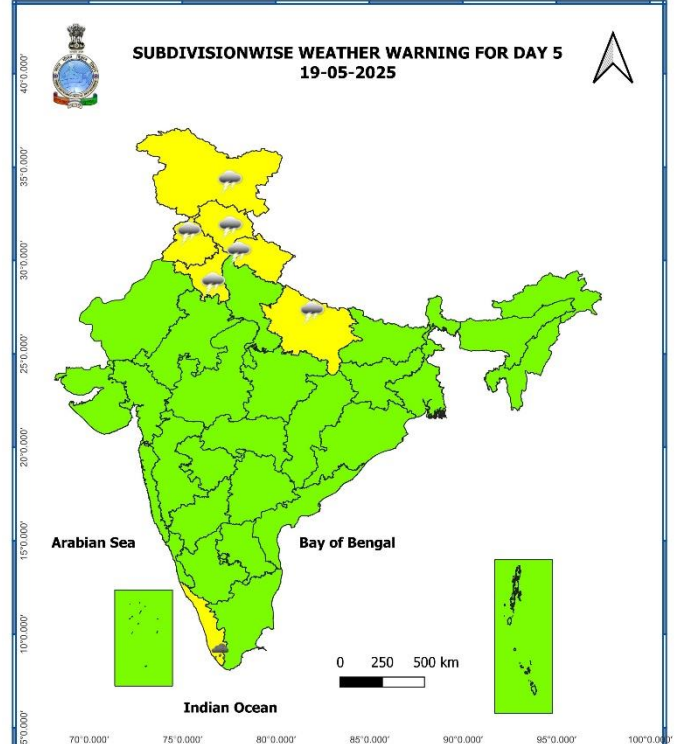 SUBDIVISIONWISE WEATHER WARNING FOR DAY 5
19-05-2025
40°0.000'
35°0.000'
30°0.000'
25°0.000'
20°0.000'
15°0.000'
10°0.000'
5°0.000'
Arabian Sea
Bay of Bengal
0 250 500 km
Indian Ocean
70°0.000' 75°0.000' 80°0.000' 85°0.000' 90°0.000' 95°0.000' 100°0.000'